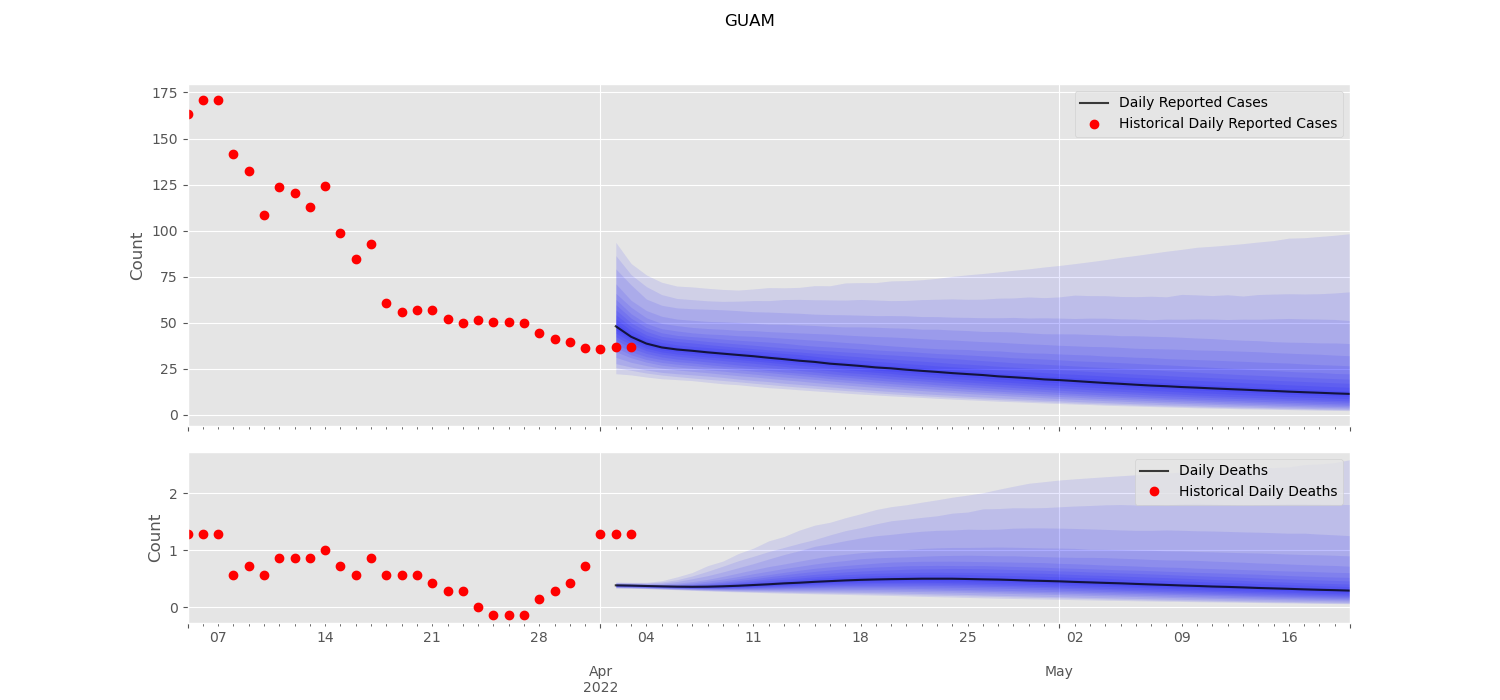 GUAM
175
150
125
100
75
50
25
0
Count
Daily Reported Cases
Historical Daily Reported Cases
2
1
0
Count
Daily Deaths
Historical Daily Deaths
07 14 21 28 04 11 18 25 02 09 16
Apr May
2022